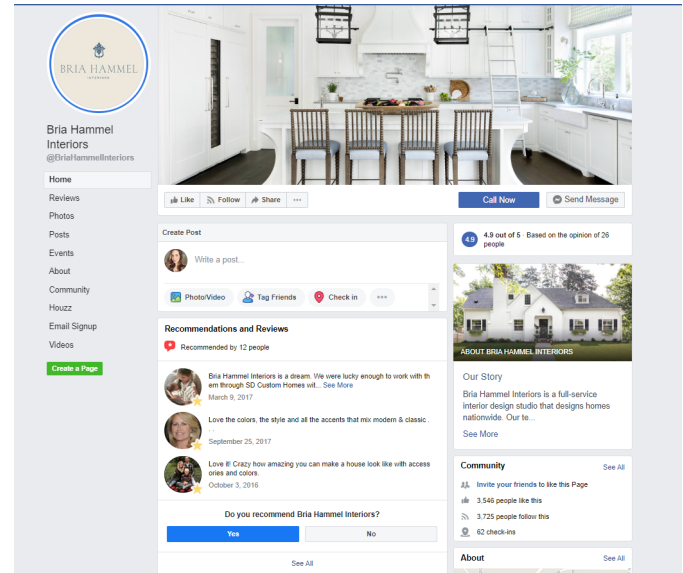 BRIA HAMMEL
INTERIORS
Bria Hammel
Interiors
@BriaHammelInteriors
Home
Reviews
Photos
Posts
Events
About
Community
Houzz
Email Signup
Videos
Create a Page
Like
Follow
Share
Call Now
Send Message
Create Post
Write a post...
Photo/Video
Tag Friends
Check in
Recommendations and Reviews
Recommended by 12 people
Bria Hammel Interiors is a dream. We were lucky enough to work with th
em through SD Custom Homes wit... See More
March 9, 2017
Love the colors, the style and all the accents that mix modern & classic .
. .
September 25, 2017
Love it! Crazy how amazing you can make a house look like with access
ories and colors.
October 3, 2016
Do you recommend Bria Hammel Interiors?
Yes
No
See All
4.9
4.9 out of 5 · Based on the opinion of 26
people
ABOUT BRIA HAMMEL INTERIORS
Our Story
Bria Hammel Interiors is a full-service
interior design studio that designs homes
nationwide. Our te...
See More
Community
See All
Invite your friends to like this Page
3,546 people like this
3,725 people follow this
62 check-ins
About
See All